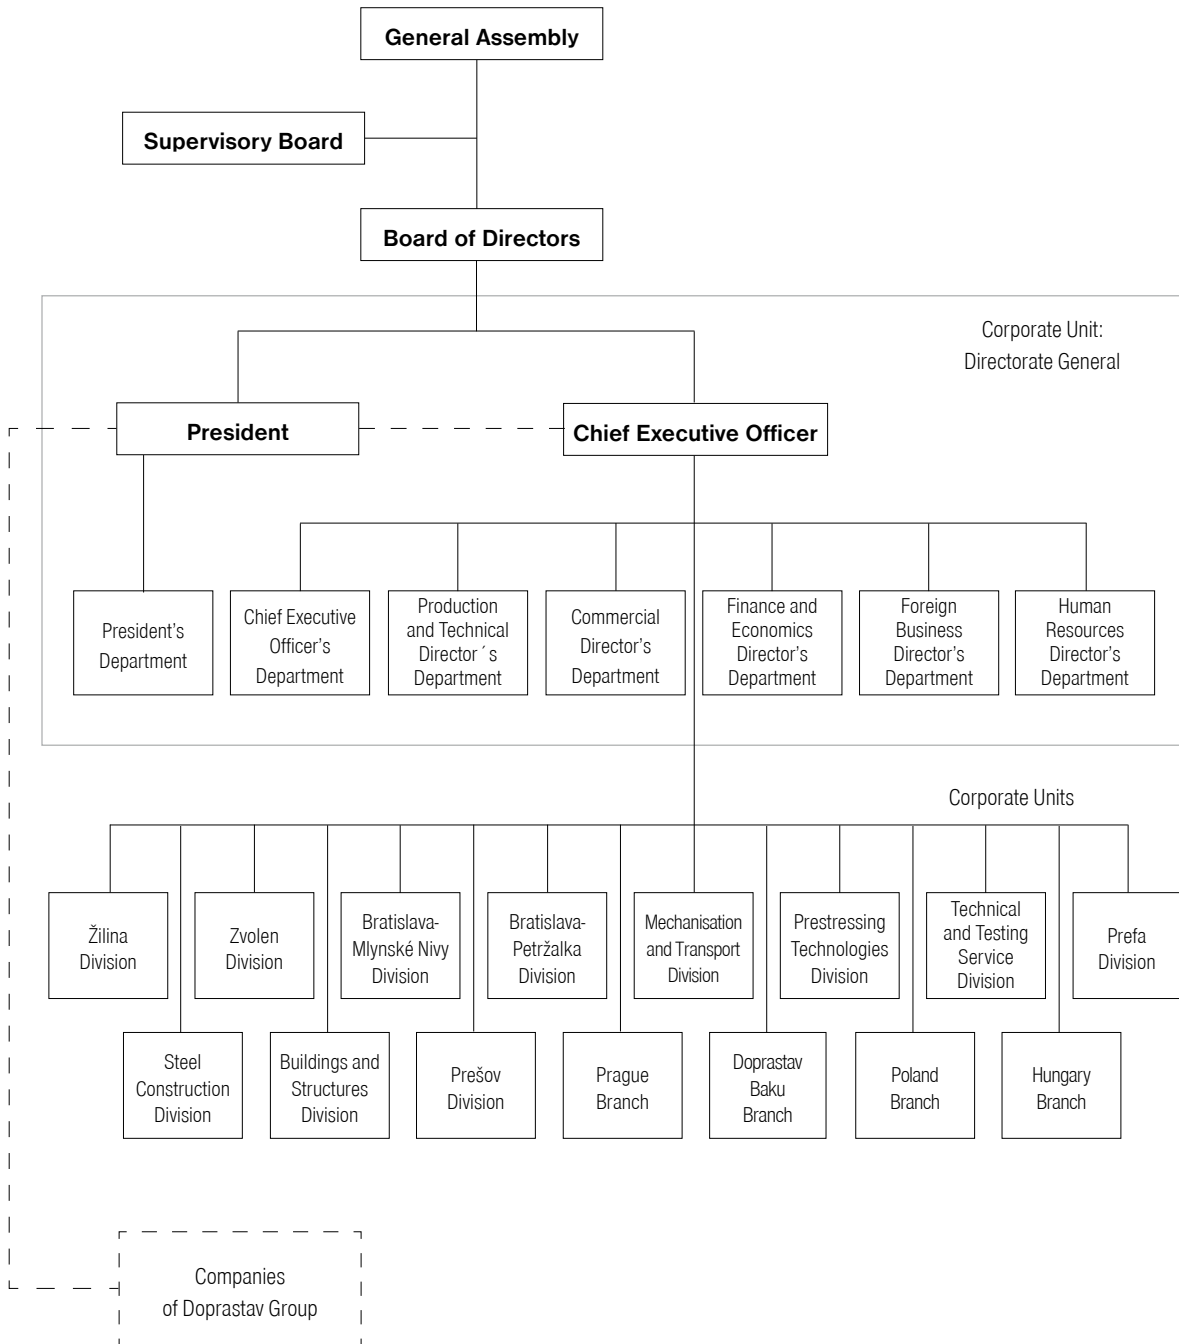 General Assembly
Supervisory Board
Board of Directors
Corporate Unit:
Directorate General
President
Chief Executive Officer
President's
Department
Chief Executive
Officer's
Department
Production
and Technical
Director´s
Department
Commercial
Director's
Department
Finance and
Economics
Director's
Department
Foreign
Business
Director's
Department
Human
Resources
Director's
Department
Corporate Units
Žilina
Division
Zvolen
Division
Bratislava-
Mlynské Nivy
Division
Bratislava-
Petržalka
Division
Mechanisation
and Transport
Division
Prestressing
Technologies
Division
Technical
and Testing
Service
Division
Prefa
Division
Steel
Construction
Division
Buildings and
Structures
Division
Prešov
Division
Prague
Branch
Doprastav
Baku
Branch
Poland
Branch
Hungary
Branch
Companies
of Doprastav Group